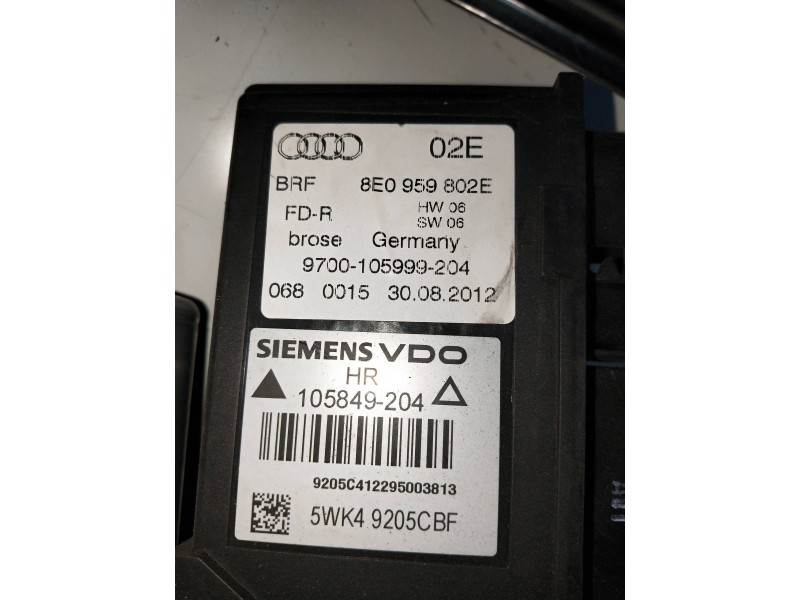 02E
BRF 8E0 959 802E
FD-R HW 06
SW 06
brose Germany
9700-105999-204
068 0015 30.08.2012
SIEMENS VDO
HR
105849-204
9205C412295003813
5WK4 9205CBF